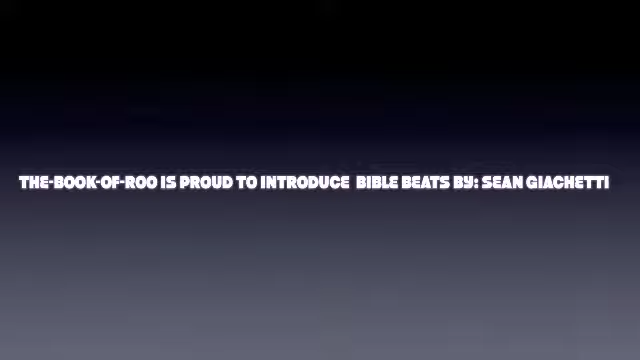 THE-BOOK-OF-ROO IS PROUD TO INTRODUCE BIBLE BEATS BY: SEAN GIACHETTI